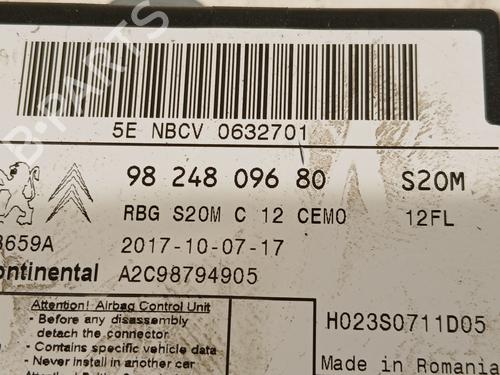 5E NBCV 0632701
98 248 096 80 S20M
RBG S20M C 12 CEMO 12FL
3659A 2017-10-07-17
ontinental A2C98794905
Attention! Airbag Control Unit
- Before any disassembly
detach the connector
- Contains specific vehicle data
- Never install in another car
H023S0711D05
Made in Romania